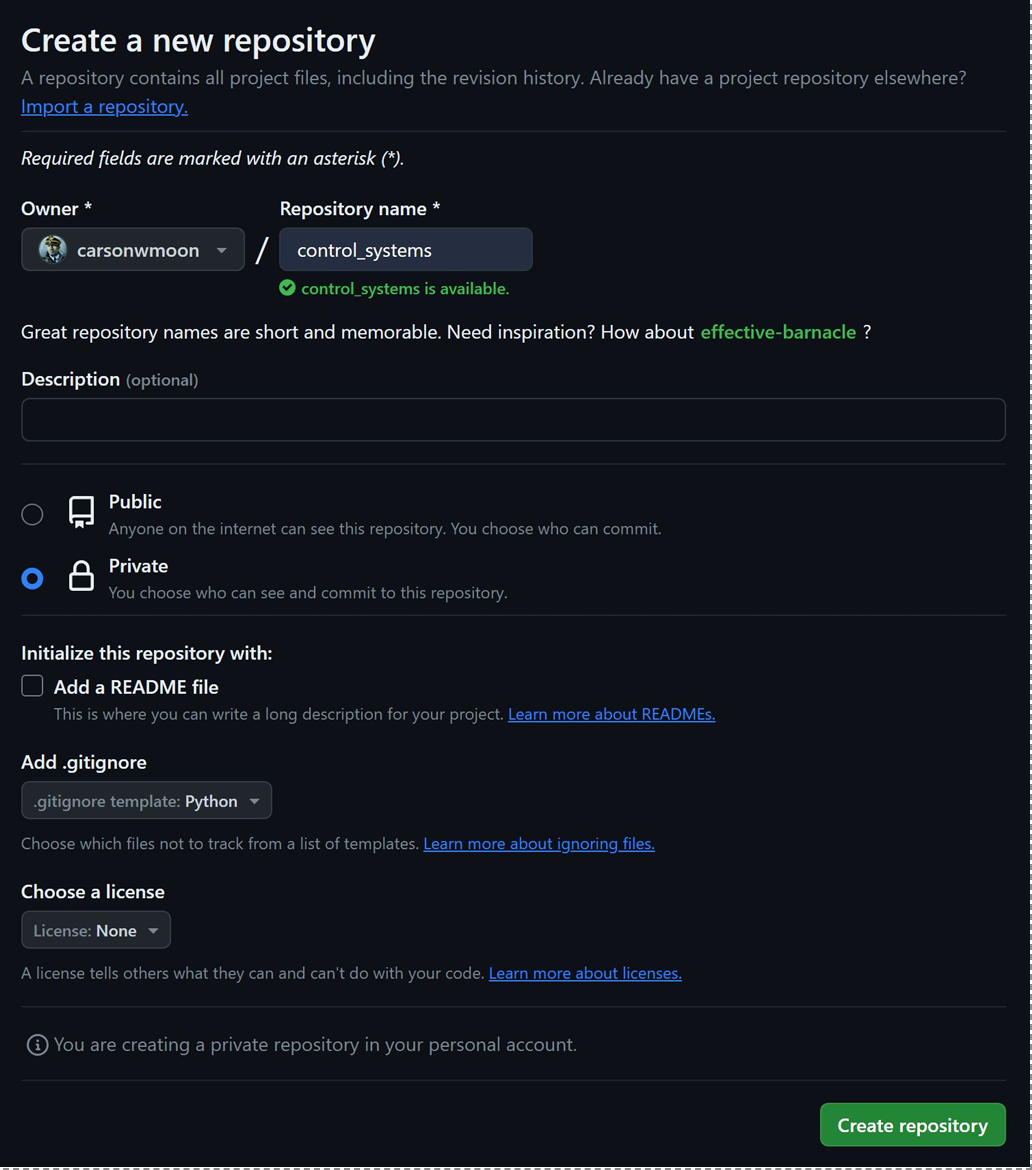 Create a new repository
A repository contains all project files, including the revision history. Already have a project repository elsewhere?
Import a repository.
Required fields are marked with an asterisk (*).
Owner *
Repository name *
carsonwmoon
/
control_systems
control_systems is available.
Great repository names are short and memorable. Need inspiration? How about effective-barnacle ?
Description (optional)
Public
Anyone on the internet can see this repository. You choose who can commit.
Private
You choose who can see and commit to this repository.
Initialize this repository with:
Add a README file
This is where you can write a long description for your project. Learn more about READMEs.
Add .gitignore
.gitignore template: Python
Choose which files not to track from a list of templates. Learn more about ignoring files.
Choose a license
License: None
A license tells others what they can and can't do with your code. Learn more about licenses.
You are creating a private repository in your personal account.
Create repository